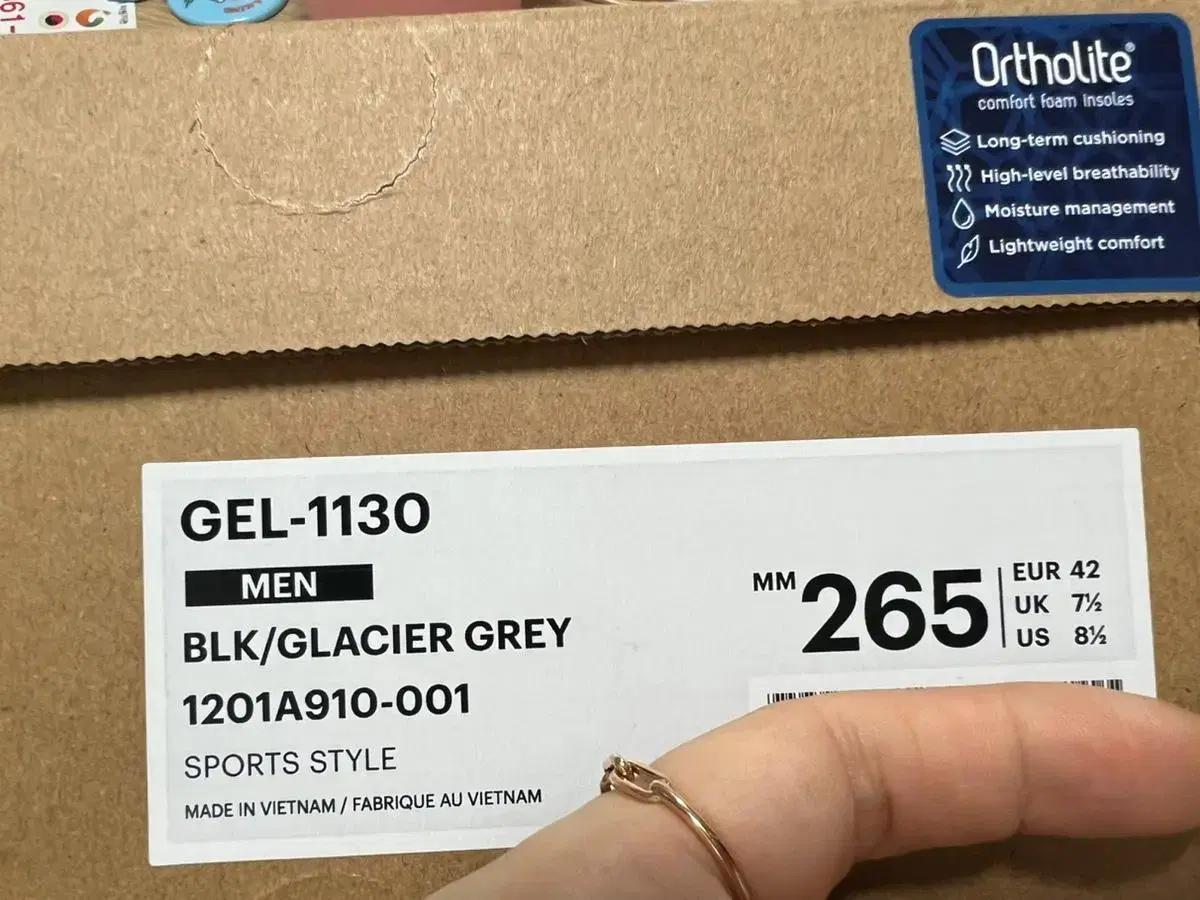 61-
Ortholite®
comfort foam insoles
Long-term cushioning
High-level breathability
Moisture management
Lightweight comfort
GEL-1130
MEN
BLK/GLACIER GREY
1201A910-001
SPORTS STYLE
MADE IN VIETNAM / FABRIQUE AU VIETNAM
MM 265
EUR 42
UK 7½
US 8½